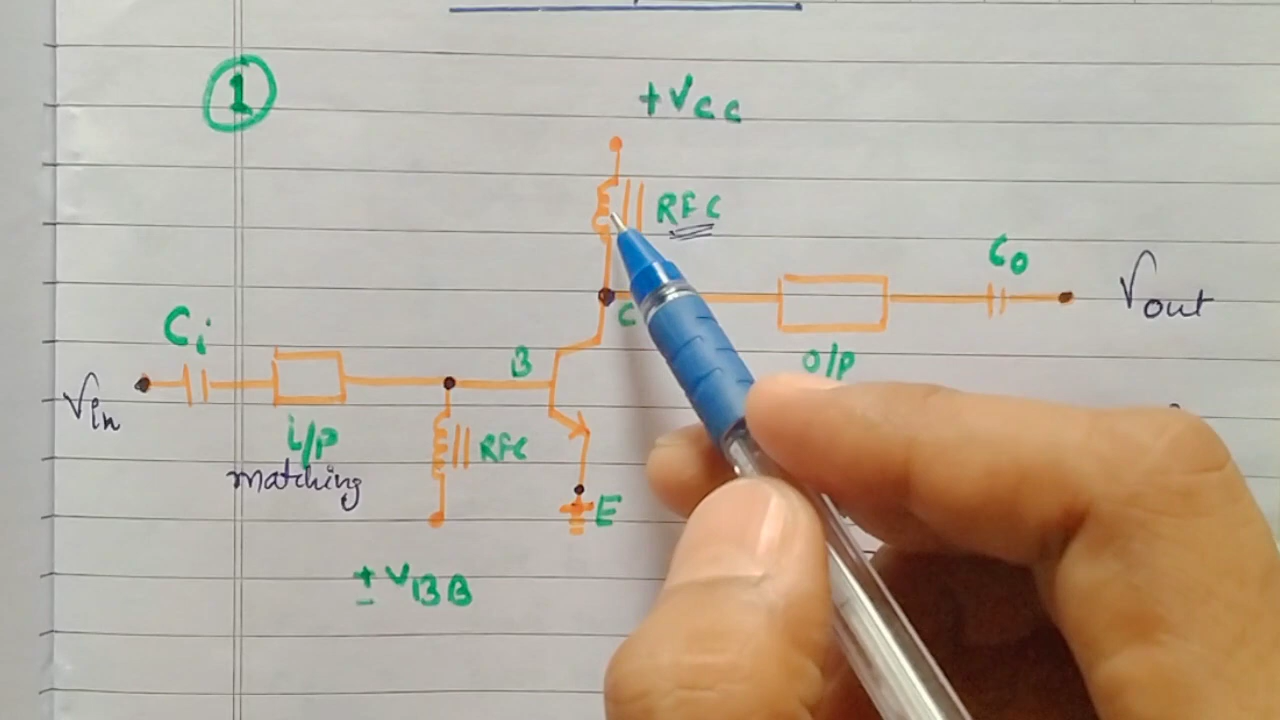 1
+VCC
RFC
C
Co
Vout
Ci
B
o/p
Vin
i/p
matching
RFC
E
± VBB